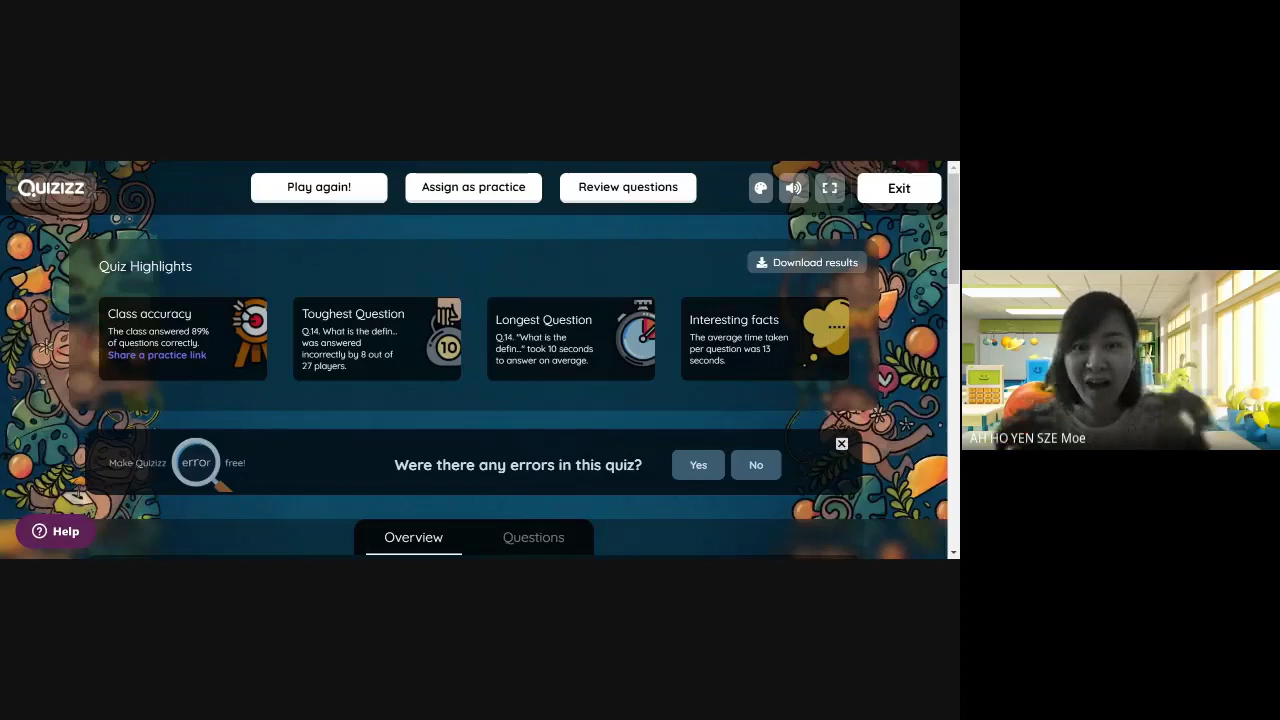 Quizizz
Play again!
Assign as practice
Review questions
Exit
Quiz Highlights
Download results
Class accuracy
The class answered 89%
of questions correctly.
Share a practice link
Toughest Question
Q.14. What is the defin...
was answered
incorrectly by 8 out of
27 players.
10
Longest Question
Q.14. "What is the
defin..." took 10 seconds
to answer on average.
Interesting facts
The average time taken
per question was 13
seconds.
Make Quizizz error free!
Were there any errors in this quiz?
Yes
No
Help
Overview
Questions
AH HO YEN SZE Moe